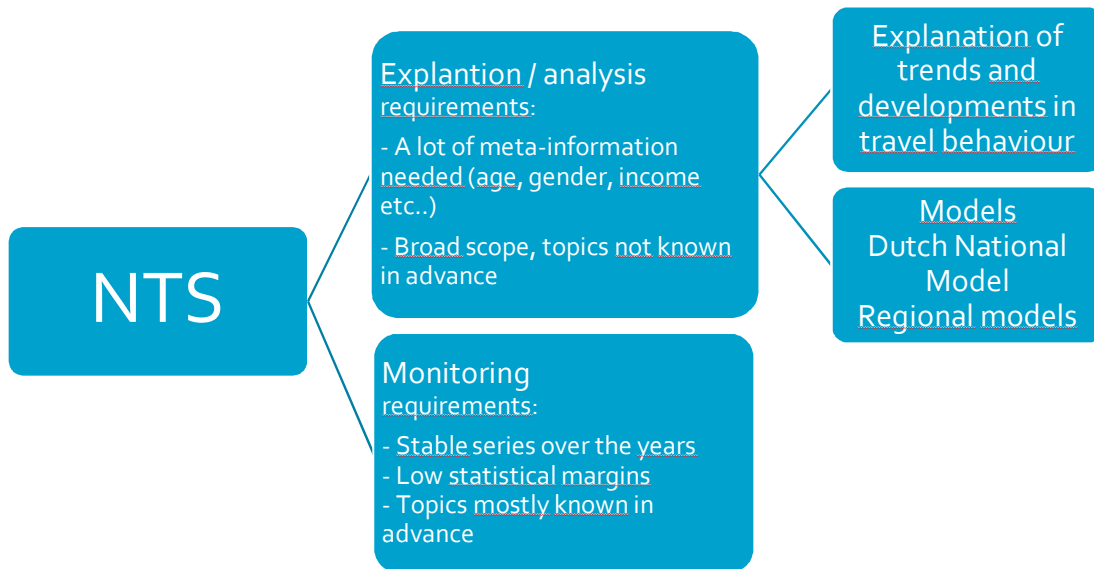 NTS
Explantion / analysis
requirements:
- A lot of meta-information
needed (age, gender, income
etc..)
- Broad scope, topics not known
in advance
Monitoring
requirements:
- Stable series over the years
- Low statistical margins
- Topics mostly known in
advance
Explanation of
trends and
developments in
travel behaviour
Models
Dutch National
Model
Regional models